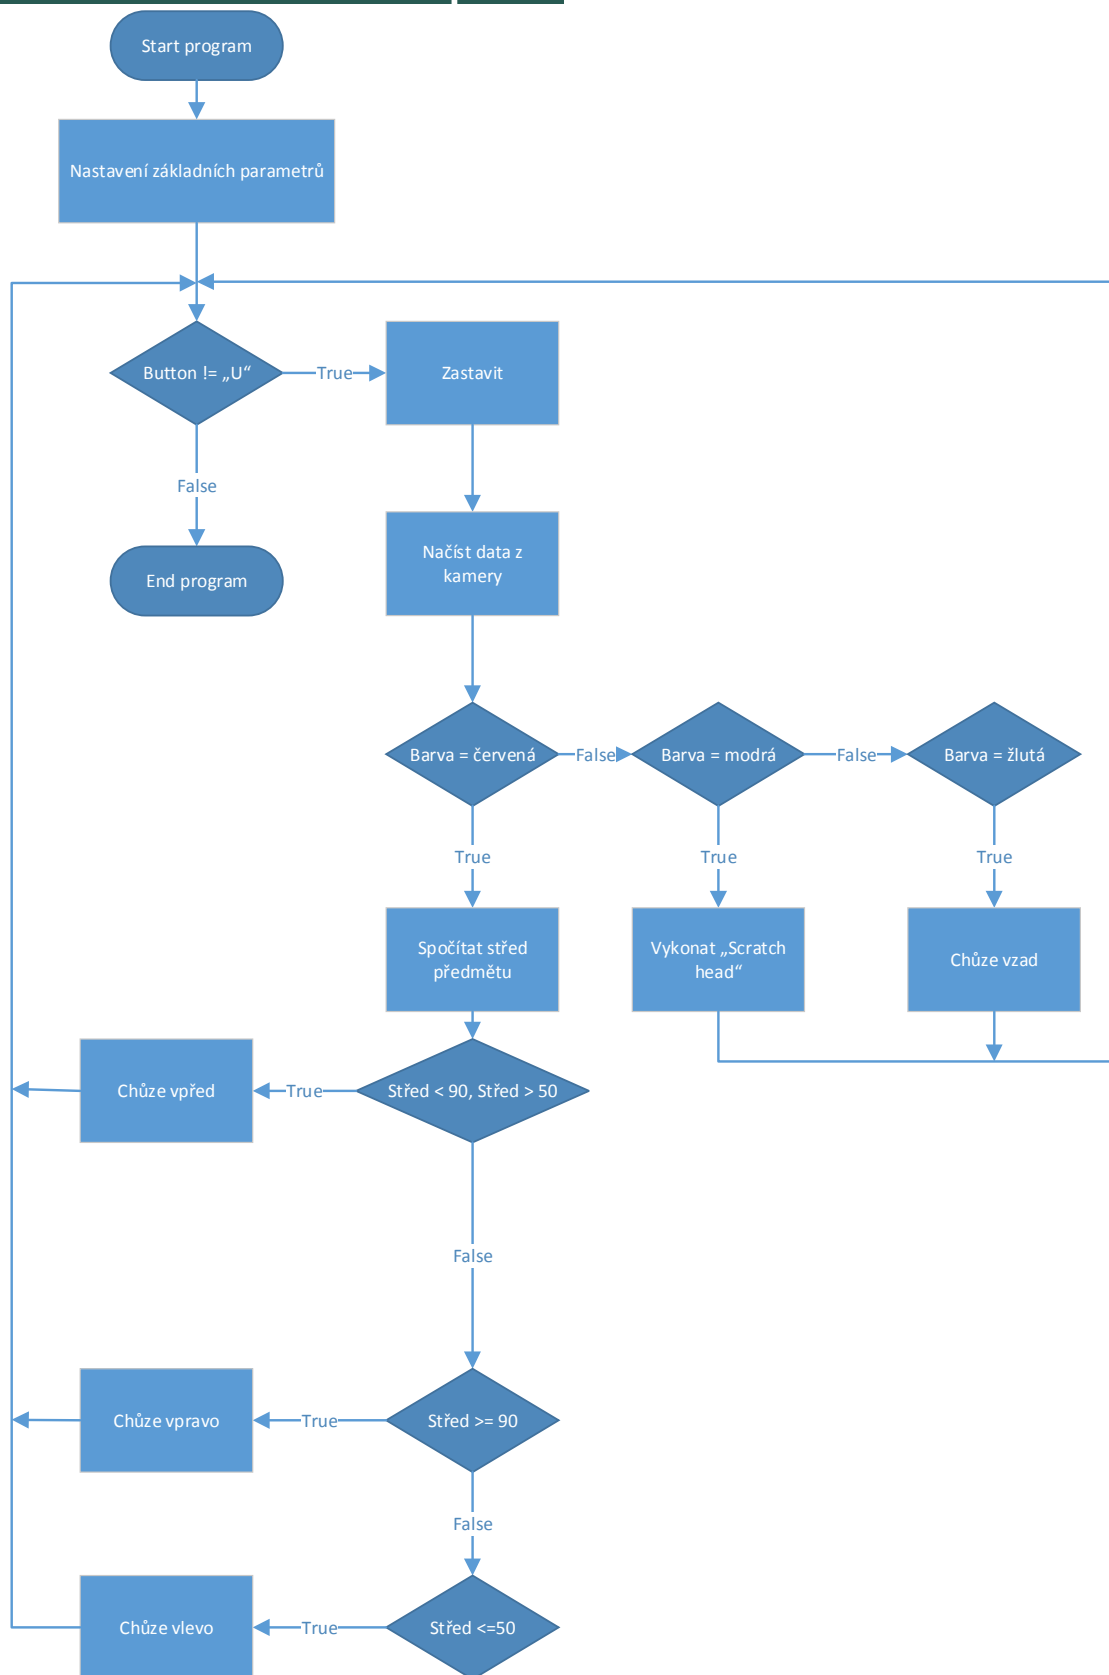 Start program
Nastavení základních parametrů
Button != „U“
True
Zastavit
False
End program
Načíst data z
kamery
Barva = červená
False
Barva = modrá
False
Barva = žlutá
True
True
True
Spočítat střed
předmětu
Vykonat „Scratch
head“
Chůze vzad
Chůze vpřed
True
Střed < 90, Střed > 50
False
Chůze vpravo
True
Střed >= 90
False
Chůze vlevo
True
Střed <=50